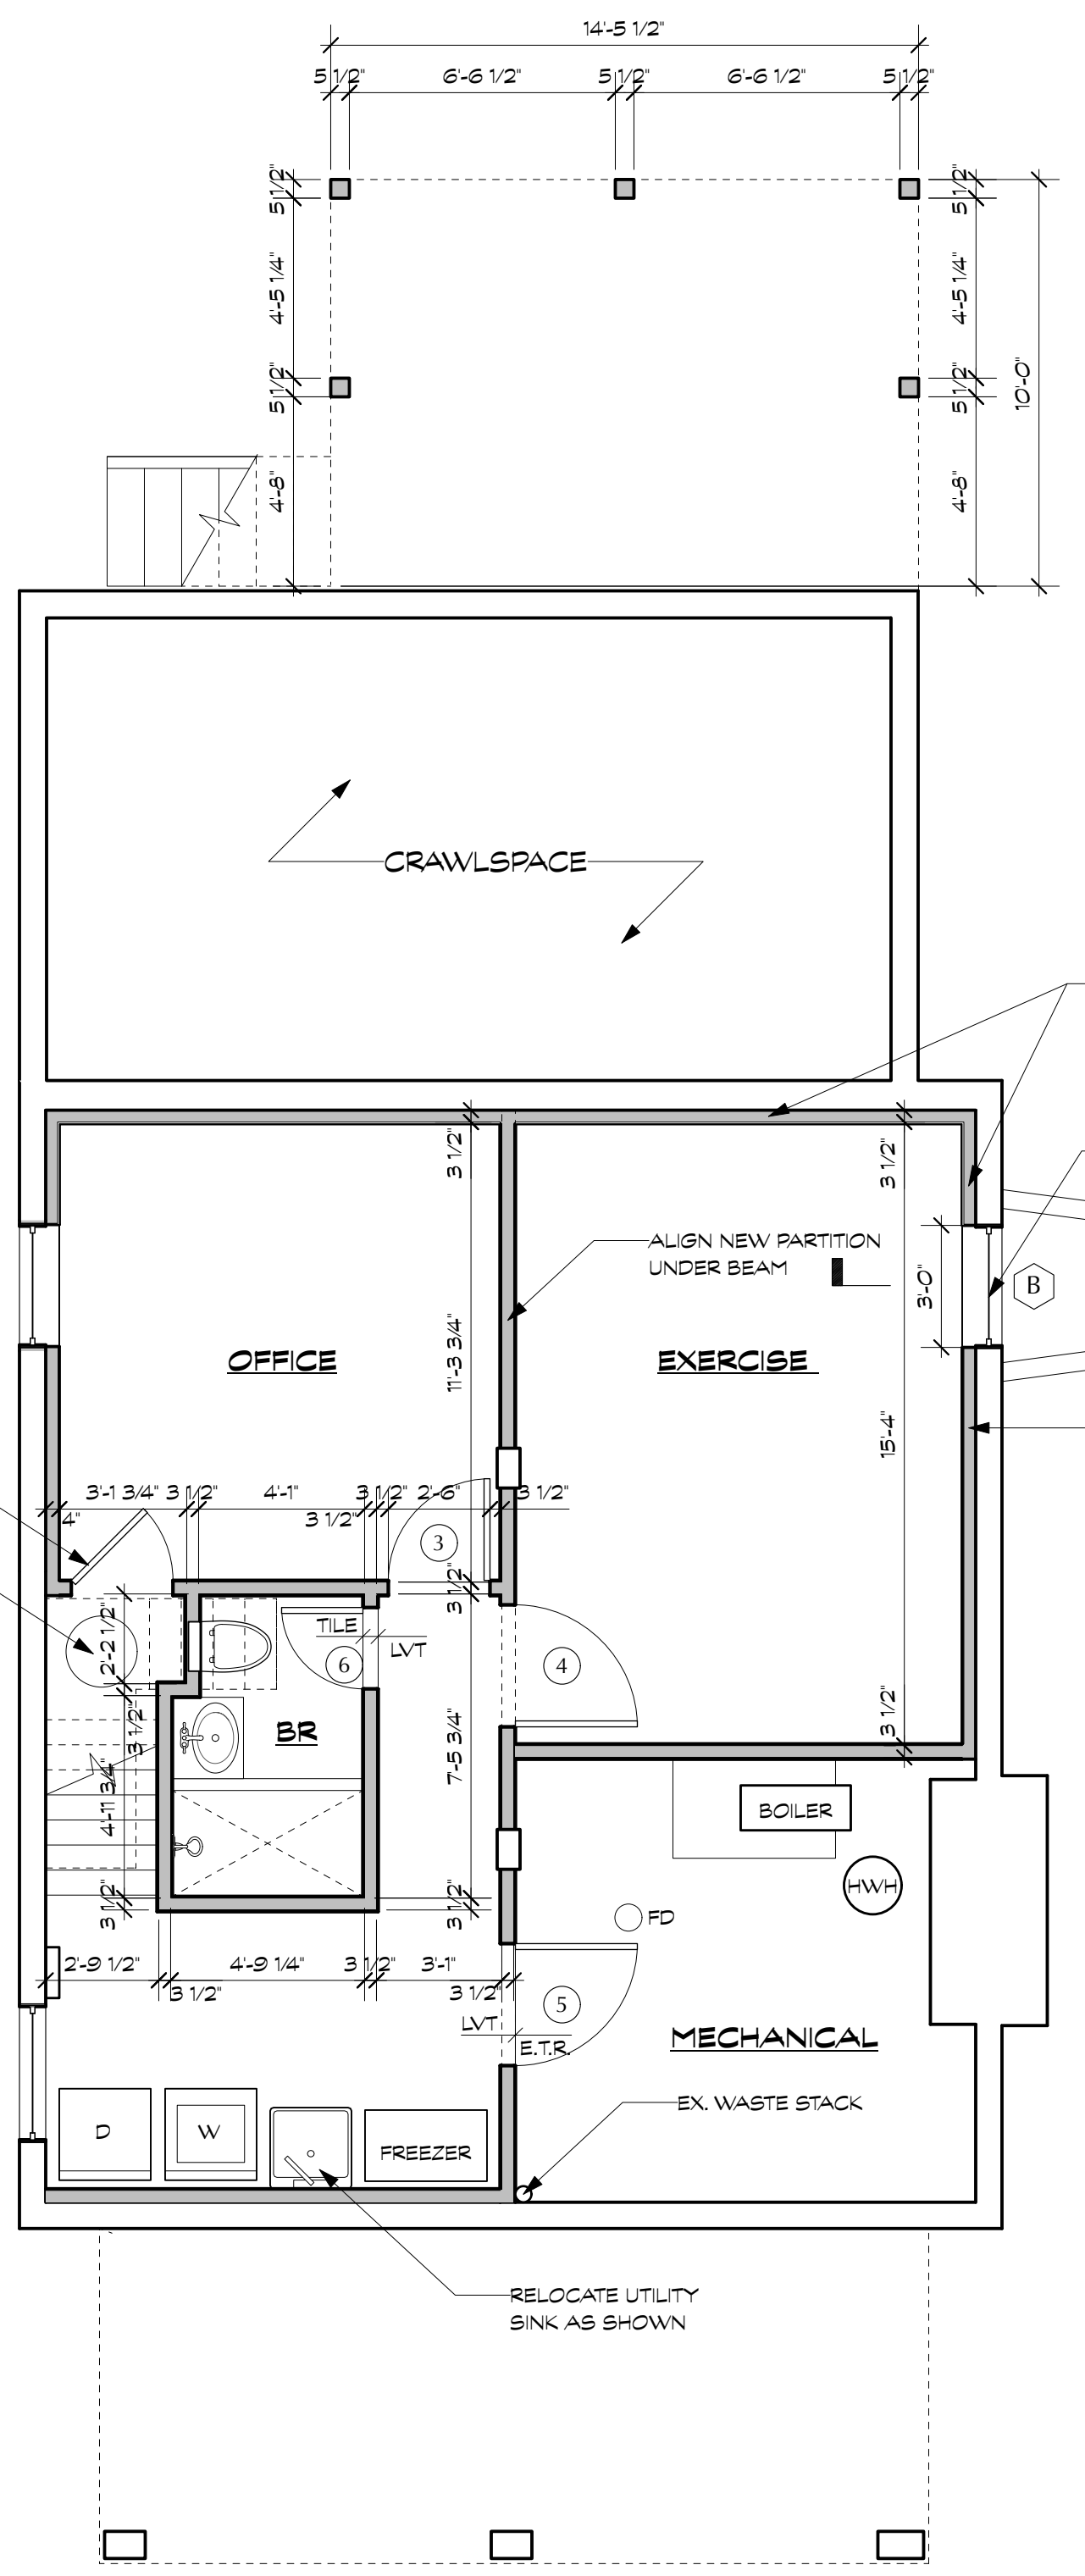 14'-5 1/2"
5 1/2" 6'-6 1/2" 5 1/2" 6'-6 1/2" 5 1/2"
5 1/2"
5 1/2"
4'-5 1/4"
4'-5 1/4"
10'-0"
5 1/2"
5 1/2"
4'-8"
4'-8"
CRAWLSPACE
3 1/2"
3 1/2"
ALIGN NEW PARTITION
UNDER BEAM
3'-0"
B
11'-3 3/4"
OFFICE
EXERCISE
15'-4"
3'-1 3/4" 3 1/2" 4'-1" 3 1/2" 2'-6" 3 1/2"
4" 3 1/2"
3
3 1/2"
2'-2 1/2"
TILE
LVT
6
4
3 1/2"
BR
7'-5 3/4"
3 1/2"
4'-11 3/4"
BOILER
HWH
3 1/2"
3 1/2"
FD
2'-9 1/2" 4'-9 1/4" 3 1/2" 3'-1"
3 1/2" 3 1/2"
5
LVT
E.T.R.
MECHANICAL
D
W
EX. WASTE STACK
FREEZER
RELOCATE UTILITY
SINK AS SHOWN